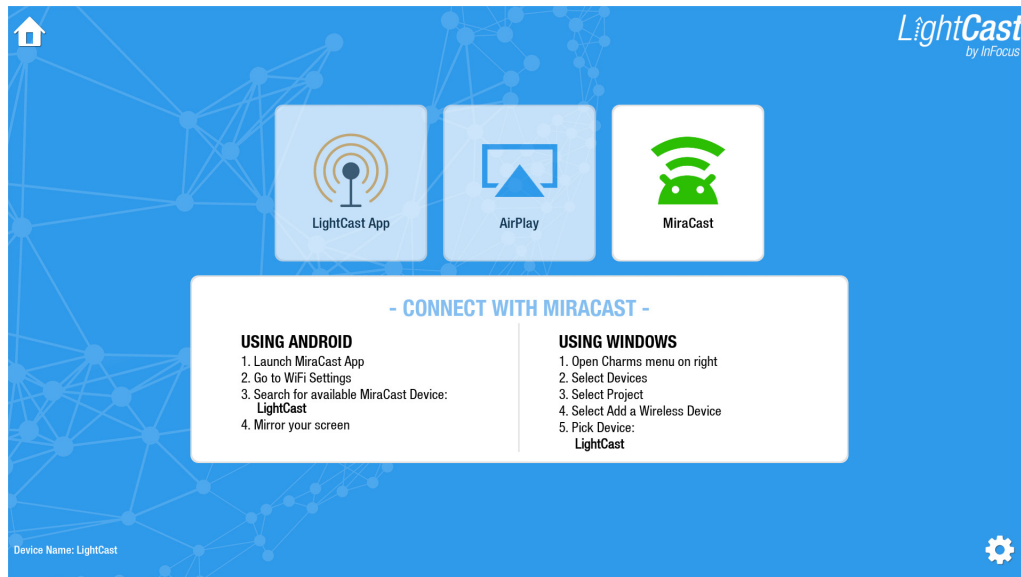 LightCast
by InFocus
LightCast App
AirPlay
MiraCast
- CONNECT WITH MIRACAST -
USING ANDROID
1. Launch MiraCast App
2. Go to WiFi Settings
3. Search for available MiraCast Device:
LightCast
4. Mirror your screen
USING WINDOWS
1. Open Charms menu on right
2. Select Devices
3. Select Project
4. Select Add a Wireless Device
5. Pick Device:
LightCast
Device Name: LightCast